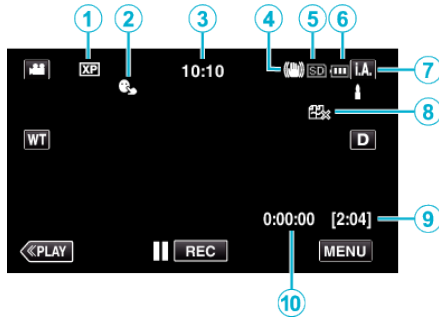 1 2 3 4 5 6
XP 10:10 SD I.A. 7
8
WT D
0:00:00 [2:04] 9
≪PLAY REC MENU
10